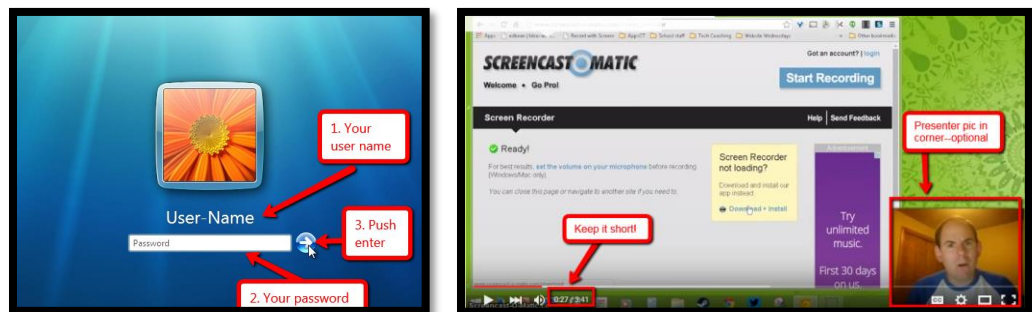 1. Your
user name
User-Name
3. Push
enter
Password
2. Your password
SCREENCAST MATIC
Got an account? | login
Welcome • Go Pro!
Start Recording
Screen Recorder
Help | Send Feedback
Presenter pic in
corner--optional
Ready!
For best results, set the volume on your microphone before recording
(Windows/Mac only).
You can close this page or navigate to another site if you need to.
Screen Recorder
not loading?
Download and install our
app instead.
Download + Install
Advertisement
Keep it short!
Try
unlimited
music.
First 30 days
on us.
0:27 / 3:41